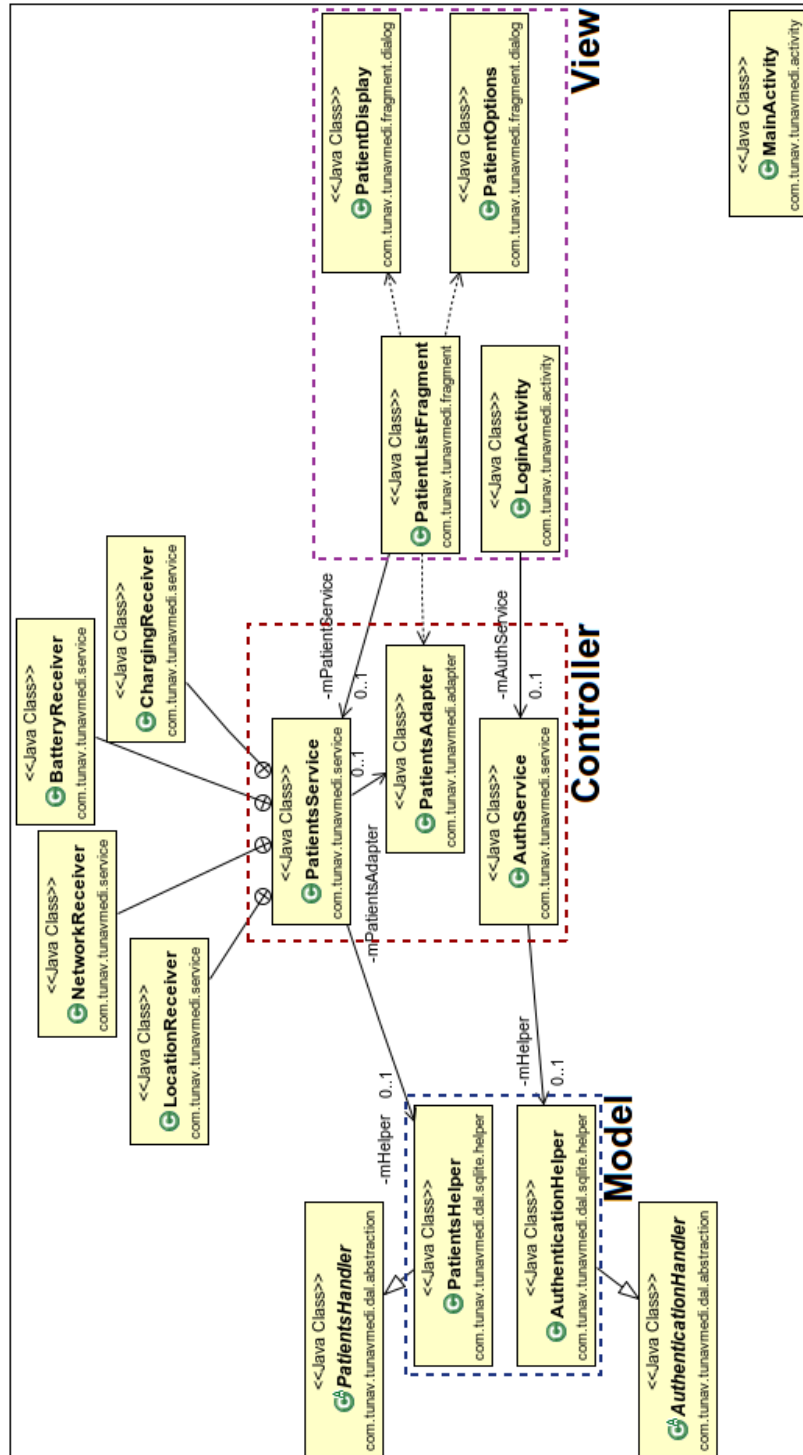 <<Java Class>>
PatientsHandler
com.tunav.tunavmedi.dal.abstraction
<<Java Class>>
LocationReceiver
com.tunav.tunavmedi.service
<<Java Class>>
NetworkReceiver
com.tunav.tunavmedi.service
<<Java Class>>
BatteryReceiver
com.tunav.tunavmedi.service
<<Java Class>>
ChargingReceiver
com.tunav.tunavmedi.service
<<Java Class>>
PatientDisplay
com.tunav.tunavmedi.fragment.dialog
-mHelper
0..1
<<Java Class>>
PatientsHelper
com.tunav.tunavmedi.dal.sqlite.helper
<<Java Class>>
PatientsService
com.tunav.tunavmedi.service
-mPatientService
0..1
-mPatientsAdapter
0..1
<<Java Class>>
PatientsAdapter
com.tunav.tunavmedi.adapter
<<Java Class>>
PatientListFragment
com.tunav.tunavmedi.fragment
<<Java Class>>
PatientOptions
com.tunav.tunavmedi.fragment.dialog
<<Java Class>>
AuthenticationHelper
com.tunav.tunavmedi.dal.sqlite.helper
-mHelper
0..1
<<Java Class>>
AuthService
com.tunav.tunavmedi.service
-mAuthService
0..1
<<Java Class>>
LoginActivity
com.tunav.tunavmedi.activity
Model
Controller
View
<<Java Class>>
AuthenticationHandler
com.tunav.tunavmedi.dal.abstraction
<<Java Class>>
MainActivity
com.tunav.tunavmedi.activity